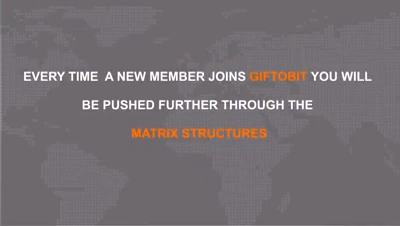 EVERY TIME A NEW MEMBER JOINS GIFTOBIT YOU WILL
BE PUSHED FURTHER THROUGH THE
MATRIX STRUCTURES